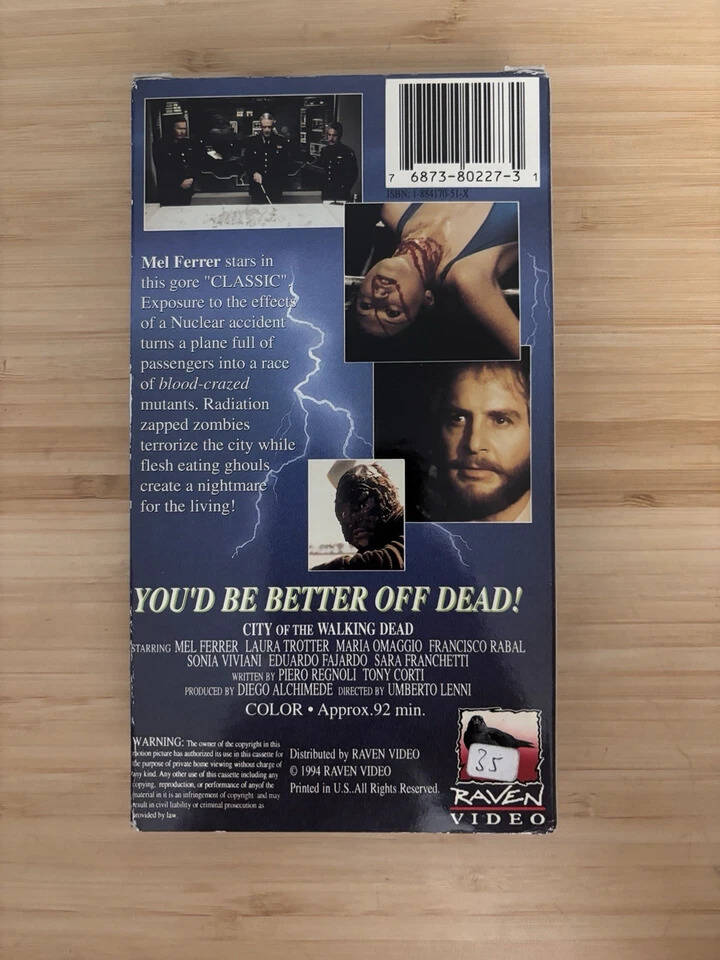 7 6873-80227-3 1
ISBN: 1-884170-51-X
Mel Ferrer stars in
this gore "CLASSIC"
Exposure to the effects
of a Nuclear accident
turns a plane full of
passengers into a race
of blood-crazed
mutants. Radiation
zapped zombies
terrorize the city while
flesh eating ghouls
create a nightmare
for the living!
YOU'D BE BETTER OFF DEAD!
CITY OF THE WALKING DEAD
STARRING MEL FERRER LAURA TROTTER MARIA OMAGGIO FRANCISCO RABAL
SONIA VIVIANI EDUARDO FAJARDO SARA FRANCHETTI
WRITTEN BY PIERO REGNOLI TONY CORTI
PRODUCED BY DIEGO ALCHIMEDE DIRECTED BY UMBERTO LENNI
COLOR • Approx.92 min.
WARNING: The owner of the copyright in this
motion picture has authorized its use in this cassette for
the purpose of private home viewing without charge of
any kind. Any other use of this cassette including any
copying, reproduction, or performance of anyof the
material in it is an infringement of copyright and may
result in civil liability or criminal prosecution as
provided by law.
Distributed by RAVEN VIDEO
© 1994 RAVEN VIDEO
Printed in U.S..All Rights Reserved.
35
RAVEN
VIDEO